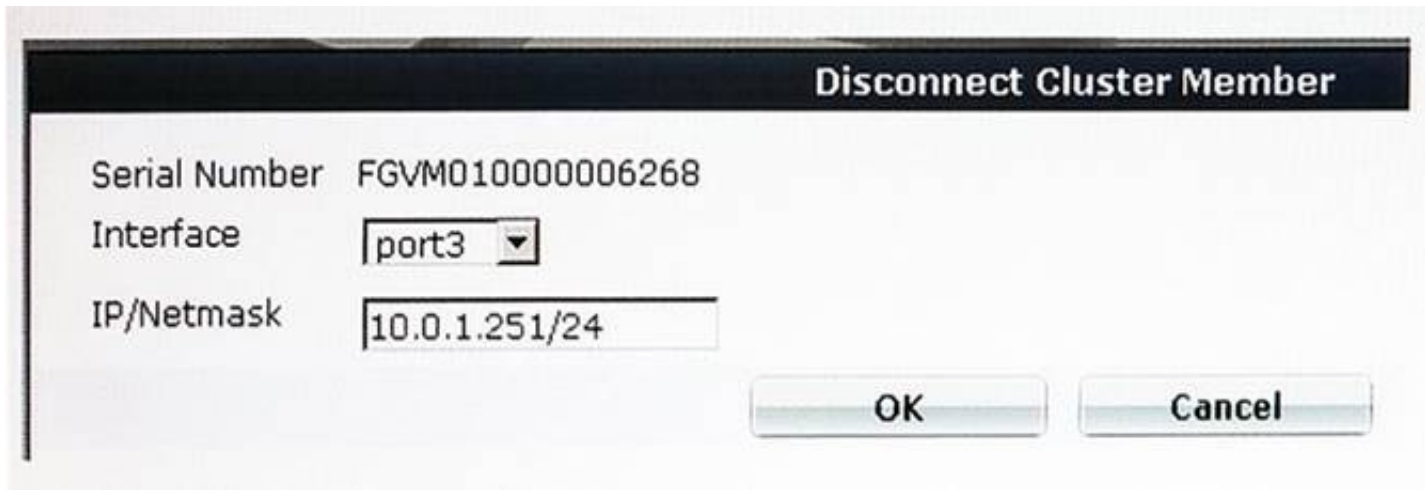 Disconnect Cluster Member
Serial Number FGVM010000006268
Interface port3
IP/Netmask 10.0.1.251/24
OK Cancel